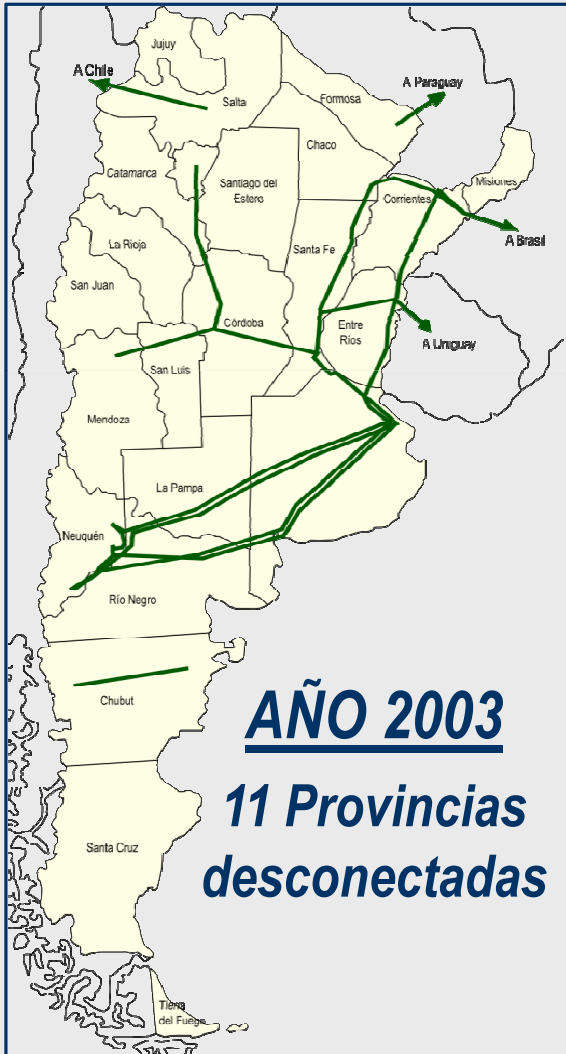 Jujuy
A Chile
Salta
Formosa
A Paraguay
Chaco
Catamarca
Santiago del
Estero
Corrientes
Misiones
La Rioja
Santa Fe
A Brasil
San Juan
Córdoba
Entre
Ríos
A Uruguay
San Luis
Mendoza
La Pampa
Neuquén
Río Negro
Chubut
AÑO 2003
11 Provincias
desconectadas
Santa Cruz
Tierra
del Fuego